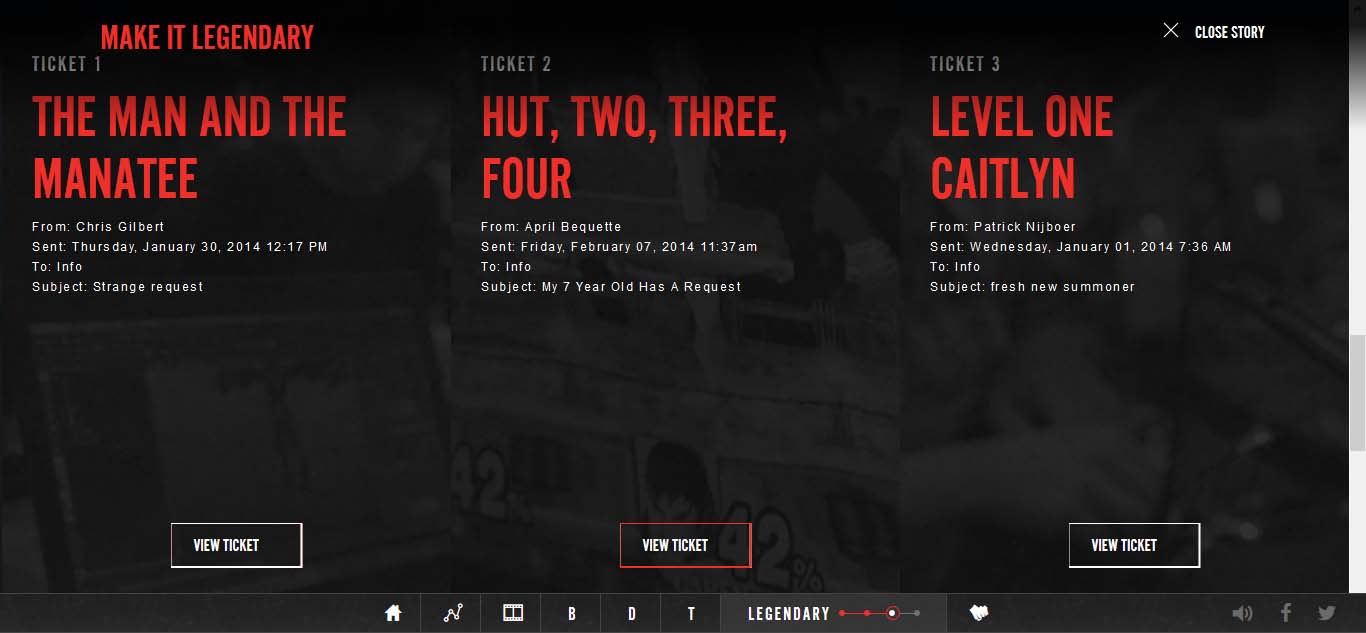 MAKE IT LEGENDARY
CLOSE STORY
TICKET 1
THE MAN AND THE
MANATEE
From: Chris Gilbert
Sent: Thursday, January 30, 2014 12:17 PM
To: Info
Subject: Strange request
VIEW TICKET
TICKET 2
HUT, TWO, THREE,
FOUR
From: April Bequette
Sent: Friday, February 07, 2014 11:37am
To: Info
Subject: My 7 Year Old Has A Request
42%
42%
VIEW TICKET
TICKET 3
LEVEL ONE
CAITLYN
From: Patrick Nijboer
Sent: Wednesday, January 01, 2014 7:36 AM
To: Info
Subject: fresh new summoner
VIEW TICKET
B D T LEGENDARY